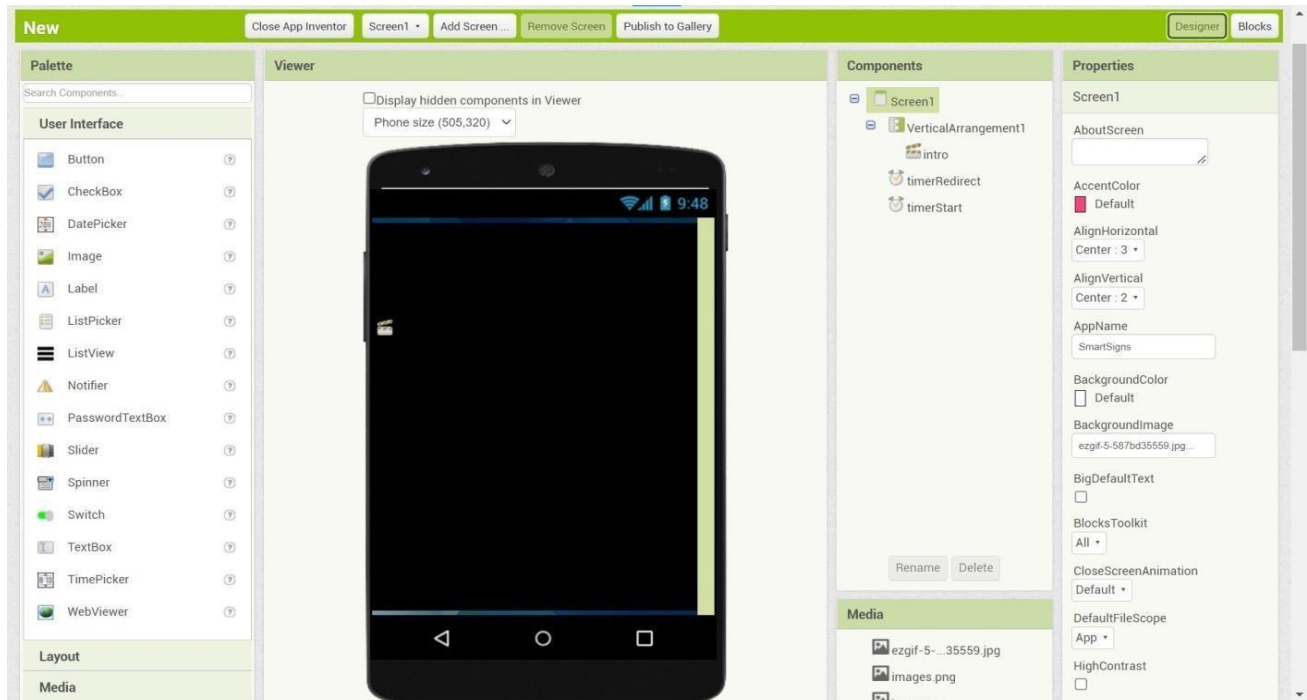 New
Close App Inventor
Screen1
Add Screen ...
Remove Screen
Publish to Gallery
Designer
Blocks
Palette
Search Components...
User Interface
Button
CheckBox
DatePicker
Image
Label
ListPicker
ListView
Notifier
PasswordTextBox
Slider
Spinner
Switch
TextBox
TimePicker
WebViewer
Layout
Media
Viewer
Display hidden components in Viewer
Phone size (505,320)
9:48
Components
Screen1
VerticalArrangement1
intro
timerRedirect
timerStart
Rename
Delete
Media
ezgif-5-...35559.jpg
images.png
Properties
Screen1
AboutScreen
AccentColor
Default
AlignHorizontal
Center : 3
AlignVertical
Center : 2
AppName
SmartSigns
BackgroundColor
Default
BackgroundImage
ezgif-5-587bd35559.jpg...
BigDefaultText
BlocksToolkit
All
CloseScreenAnimation
Default
DefaultFileScope
App
HighContrast